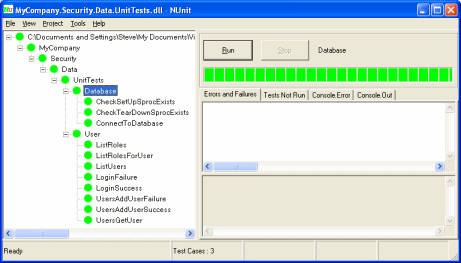 MyCompany.Security.Data.UnitTests.dll - NUnit
File View Project Tools Help
C:\Documents and Settings\Steve\My Documents\Vi
MyCompany
Security
Data
UnitTests
Database
CheckSetUpSprocExists
CheckTearDownSprocExists
ConnectToDatabase
User
ListRoles
ListRolesForUser
ListUsers
LoginFailure
LoginSuccess
UsersAddUserFailure
UsersAddUserSuccess
UsersGetUser
Run Stop Database
Errors and Failures Tests Not Run Console.Error Console.Out
Ready Test Cases : 3